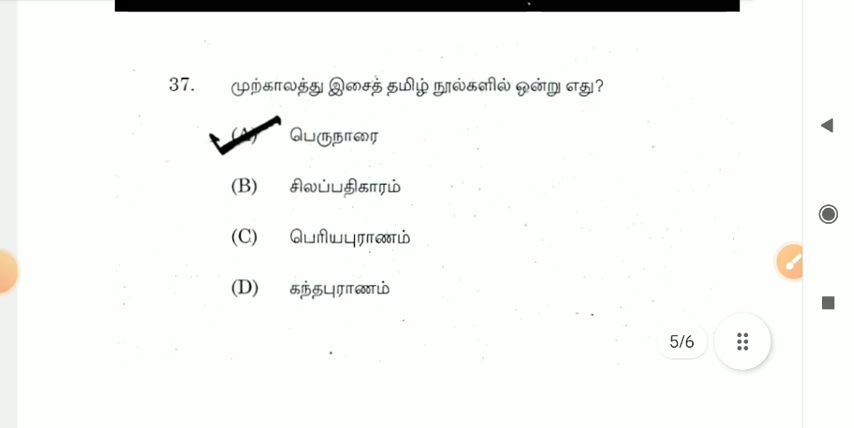 37. முற்காலத்து இசைத் தமிழ் நூல்களில் ஒன்று எது?
(A) பெருநாரை
(B) சிலப்பதிகாரம்
(C) பெரியபுராணம்
(D) கந்தபுராணம்
5/6